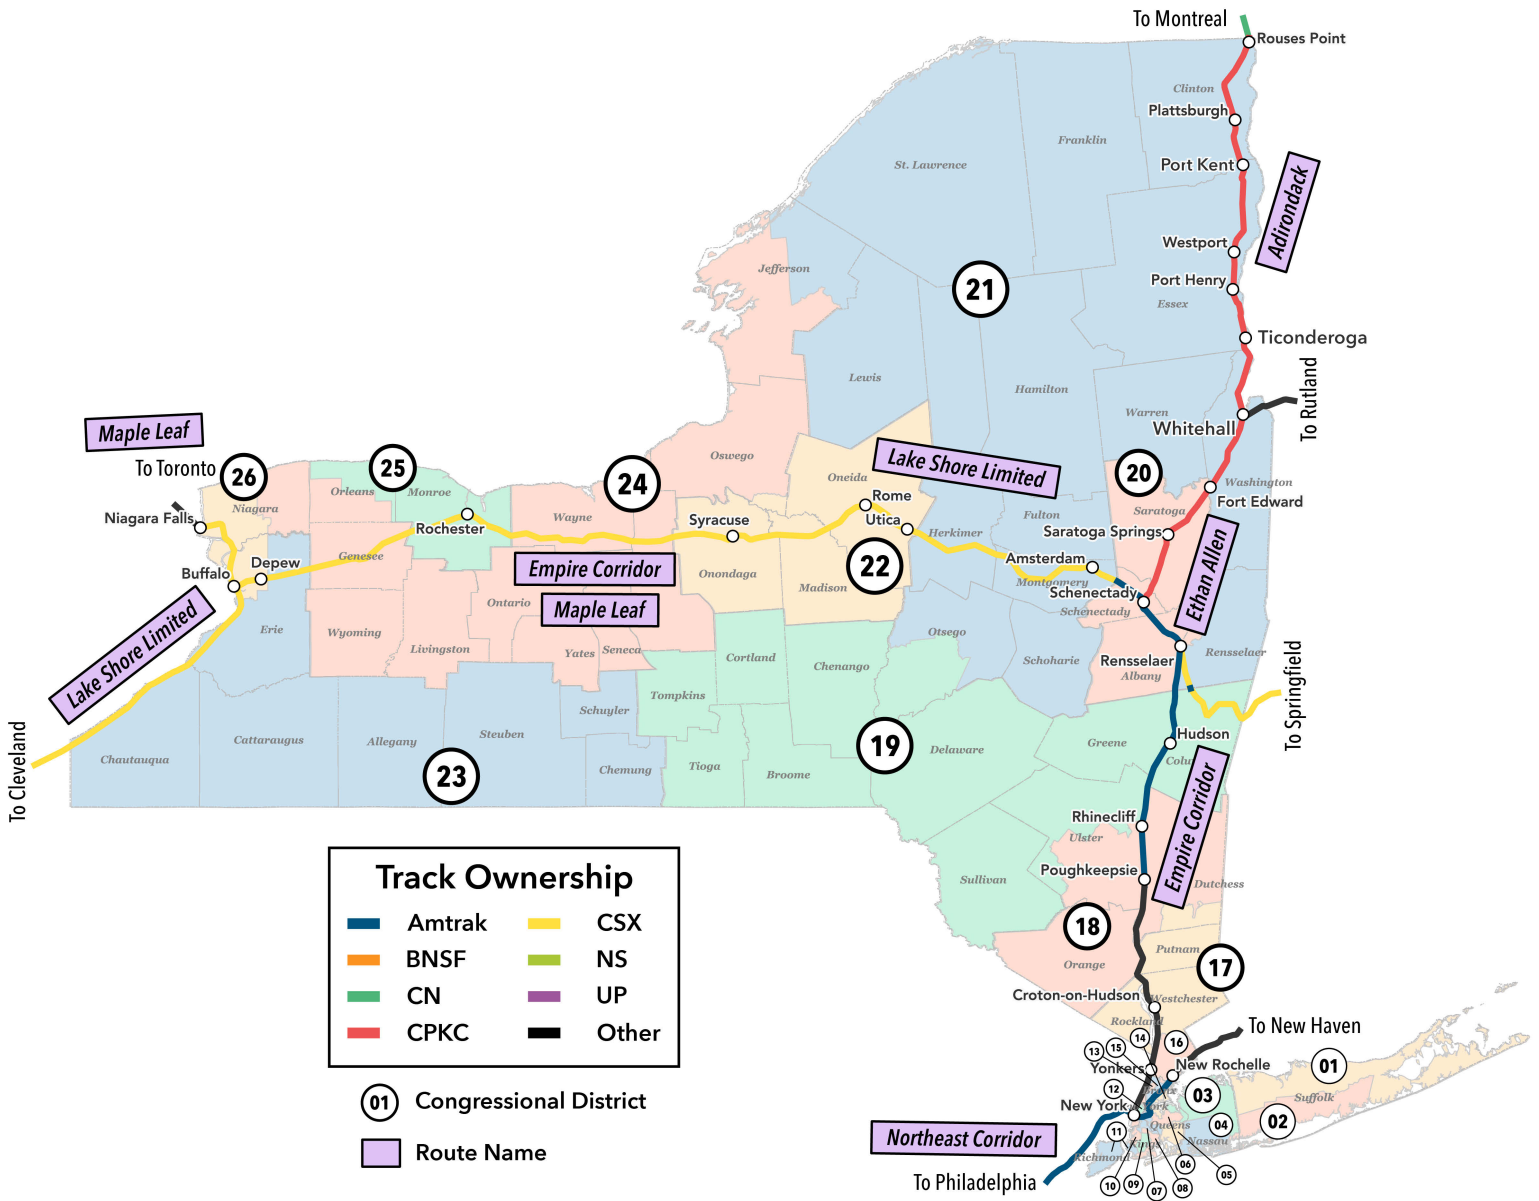 To Montreal
Rouses Point
Clinton
Plattsburgh
Franklin
St. Lawrence
Port Kent
Adirondack
Westport
Jefferson
Port Henry
21
Essex
Ticonderoga
To Rutland
Lewis
Hamilton
Warren
Whitehall
Maple Leaf
To Toronto
26
25
24
Oswego
Lake Shore Limited
20
Oneida
Washington
Orleans
Monroe
Niagara
Rome
Fort Edward
Niagara Falls
Rochester
Wayne
Syracuse
Utica
Herkimer
Fulton
Saratoga
Saratoga Springs
Genesee
Depew
Buffalo
Empire Corridor
Onondaga
22
Madison
Amsterdam
Montgomery
Schenectady
Schenectady
Ethan Allen
Lake Shore Limited
Erie
Wyoming
Ontario
Maple Leaf
Livingston
Yates
Seneca
Cortland
Chenango
Otsego
Schoharie
Rensselaer
Albany
Rensselaer
To Springfield
Tompkins
Schuyler
Steuben
Allegany
Cattaraugus
Chautauqua
To Cleveland
23
Chemung
Tioga
Broome
19
Delaware
Greene
Hudson
Colu
Empire Corridor
Rhinecliff
Ulster
Sullivan
Poughkeepsie
Dutchess
18
Orange
Putnam
17
Croton-on-Hudson
Westchester
Rockland
To New Haven
14
16
15
13
Yonkers
New Rochelle
Bronx
12
03
01
Suffolk
New York
York
02
04
Queens
Nassau
11
Kings
Richmond
06
05
10
09
07
08
Northeast Corridor
To Philadelphia
Track Ownership
Amtrak
CSX
BNSF
NS
CN
UP
CPKC
Other
01
Congressional District
Route Name